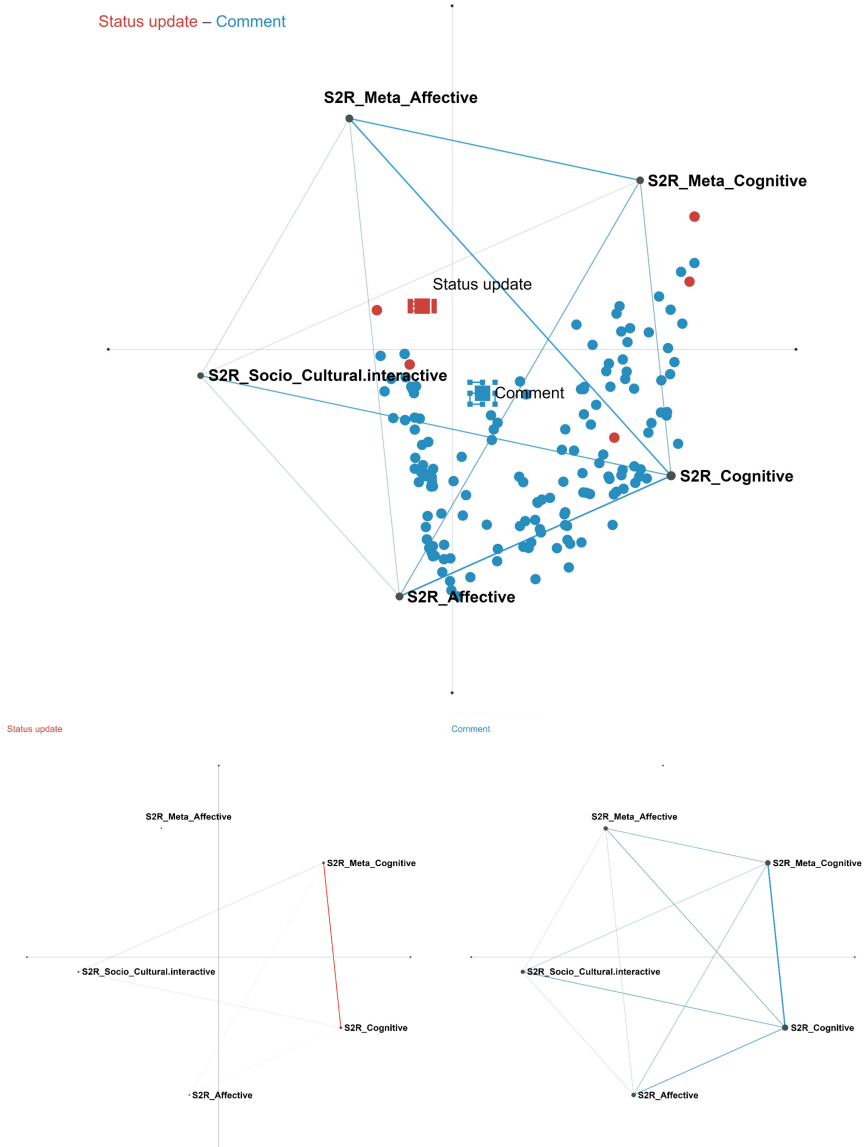 Status update – Comment
S2R_Meta_Affective
S2R_Meta_Cognitive
Status update
S2R_Socio_Cultural.interactive
Comment
S2R_Cognitive
S2R_Affective
Status update
Comment
S2R_Meta_Affective
S2R_Meta_Cognitive
S2R_Socio_Cultural.interactive
S2R_Cognitive
S2R_Affective
S2R_Meta_Affective
S2R_Meta_Cognitive
S2R_Socio_Cultural.interactive
S2R_Cognitive
S2R_Affective